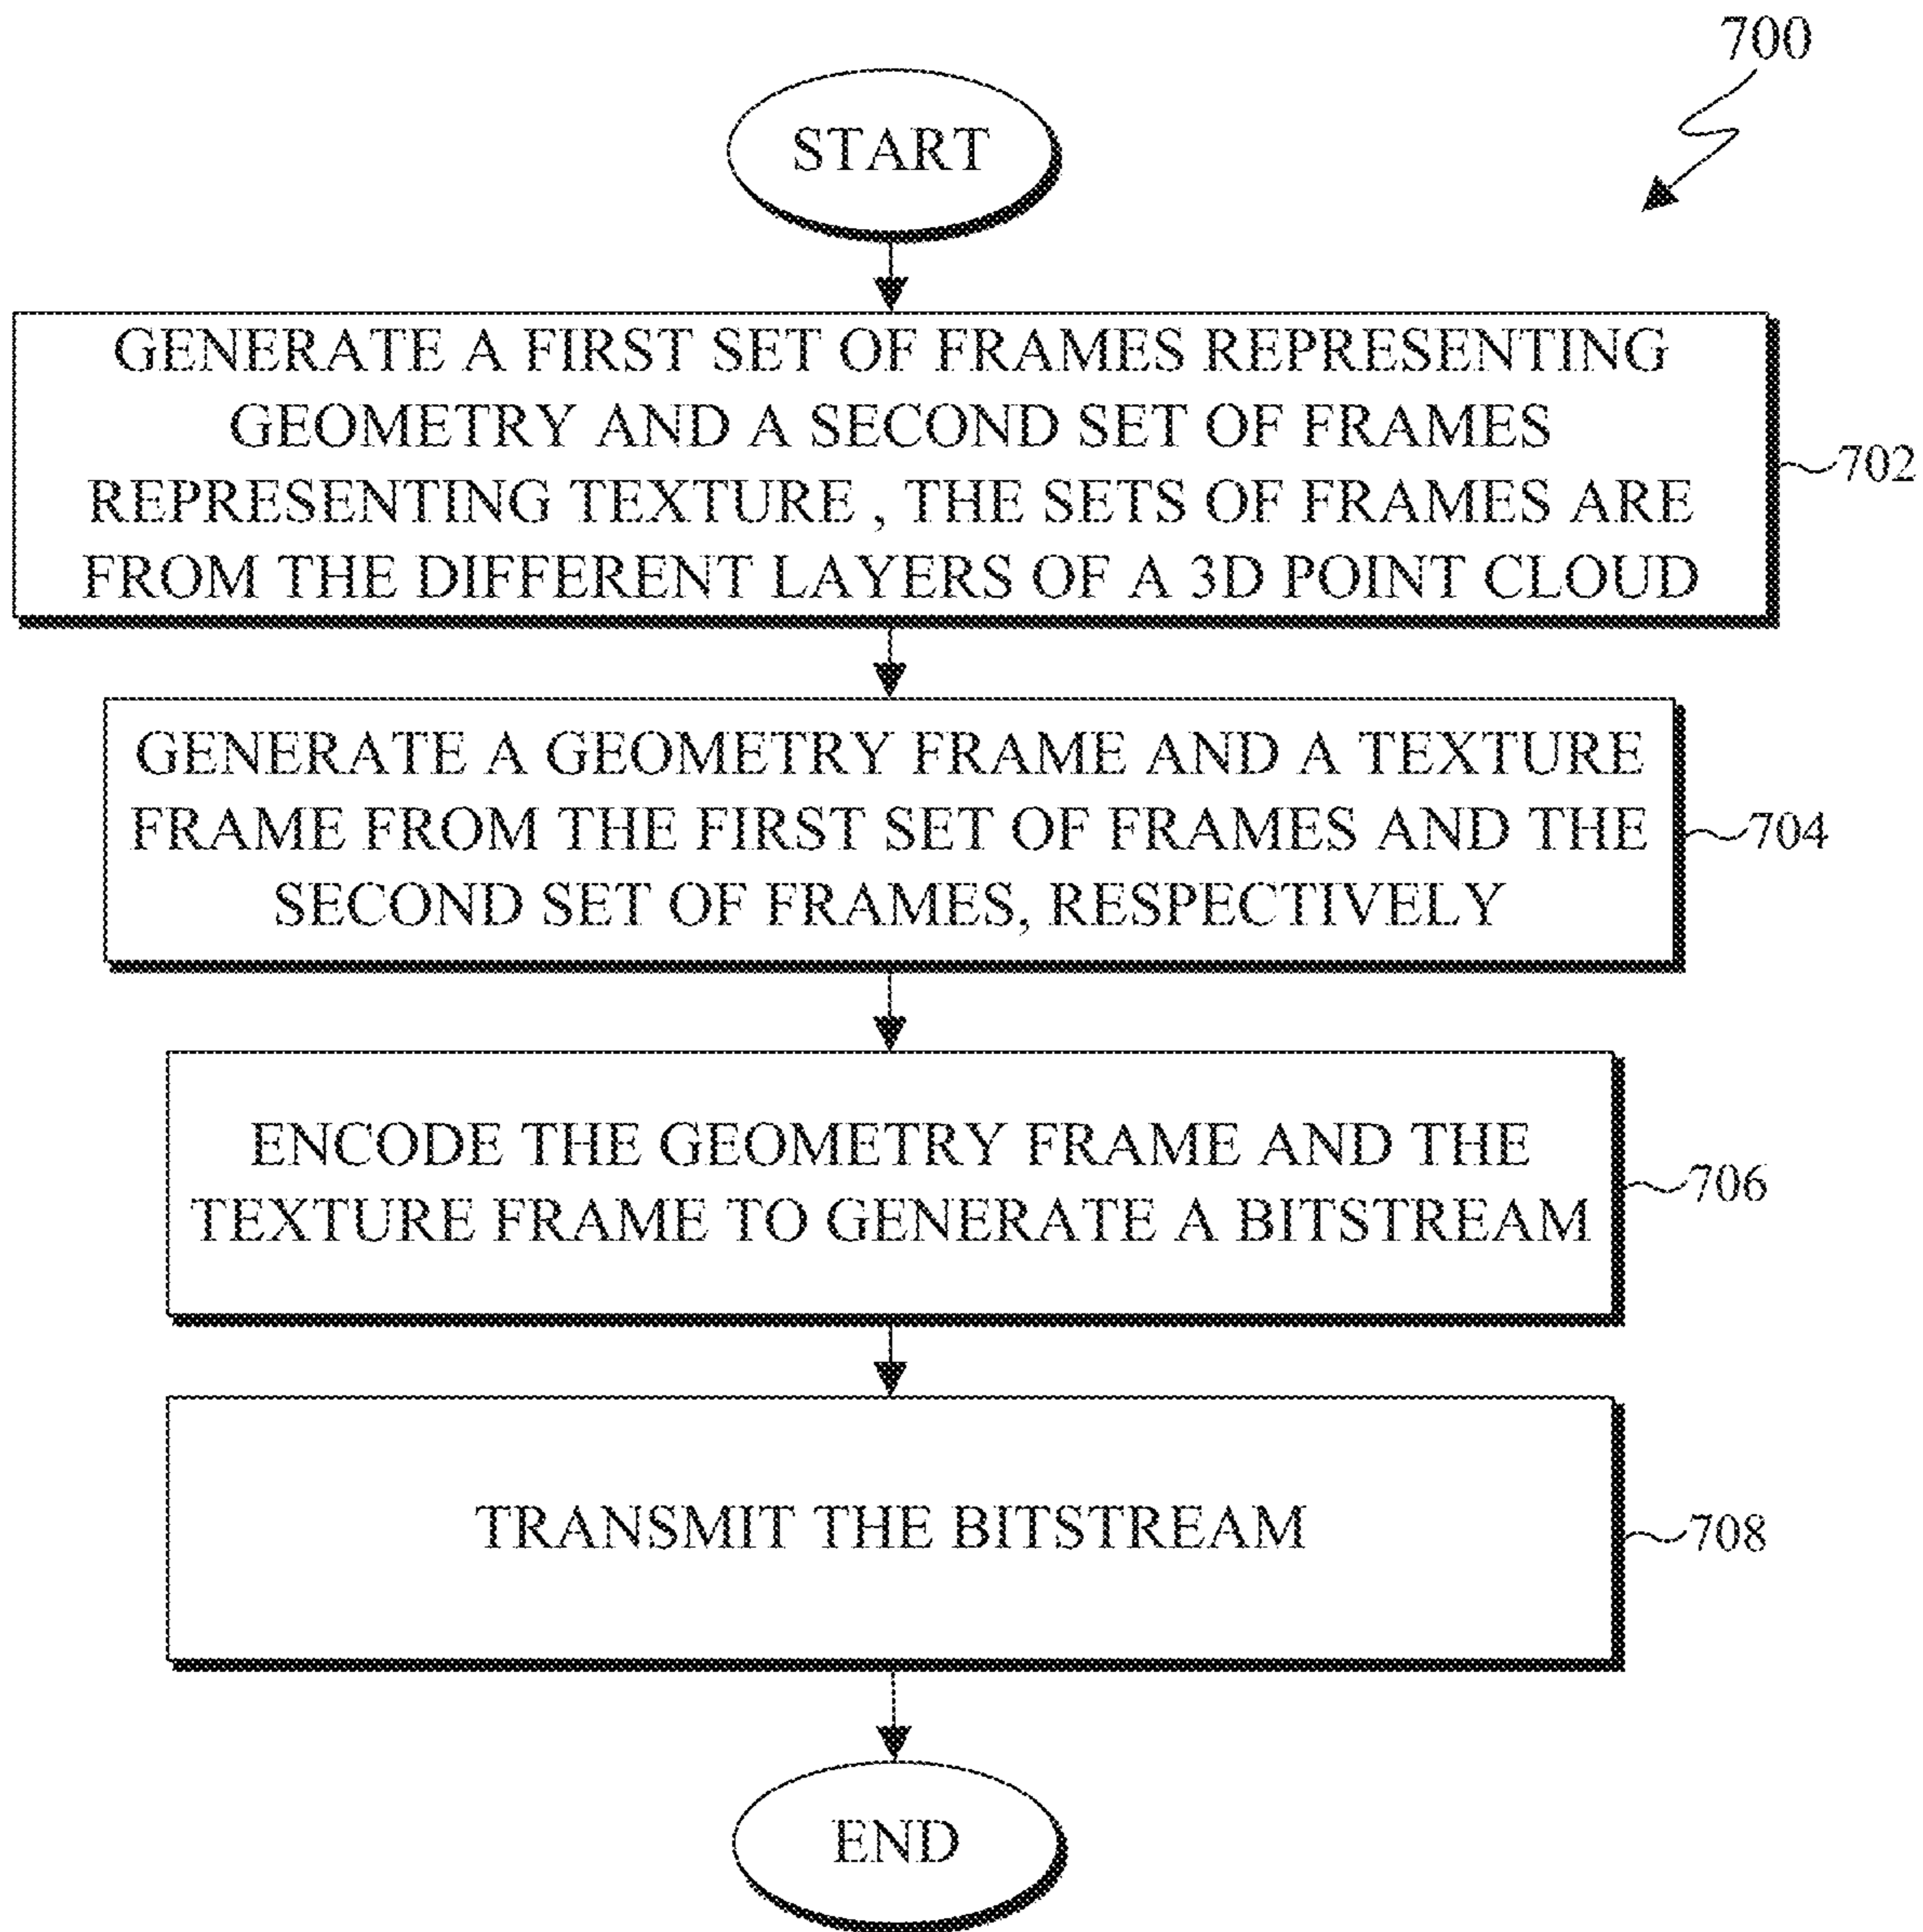 700
START
GENERATE A FIRST SET OF FRAMES REPRESENTING
GEOMETRY AND A SECOND SET OF FRAMES
REPRESENTING TEXTURE , THE SETS OF FRAMES ARE
FROM THE DIFFERENT LAYERS OF A 3D POINT CLOUD
702
GENERATE A GEOMETRY FRAME AND A TEXTURE
FRAME FROM THE FIRST SET OF FRAMES AND THE
SECOND SET OF FRAMES, RESPECTIVELY
704
ENCODE THE GEOMETRY FRAME AND THE
TEXTURE FRAME TO GENERATE A BITSTREAM
706
TRANSMIT THE BITSTREAM
708
END